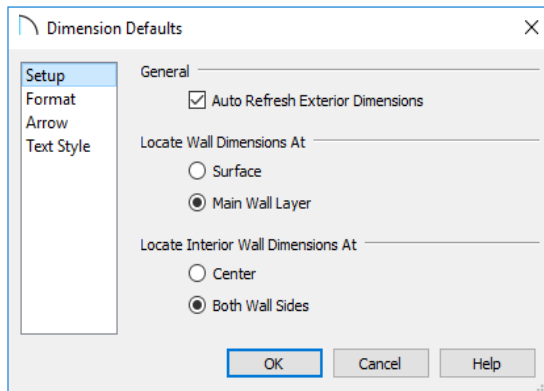 Dimension Defaults
Setup
Format
Arrow
Text Style
General
Auto Refresh Exterior Dimensions
Locate Wall Dimensions At
Surface
Main Wall Layer
Locate Interior Wall Dimensions At
Center
Both Wall Sides
OK
Cancel
Help